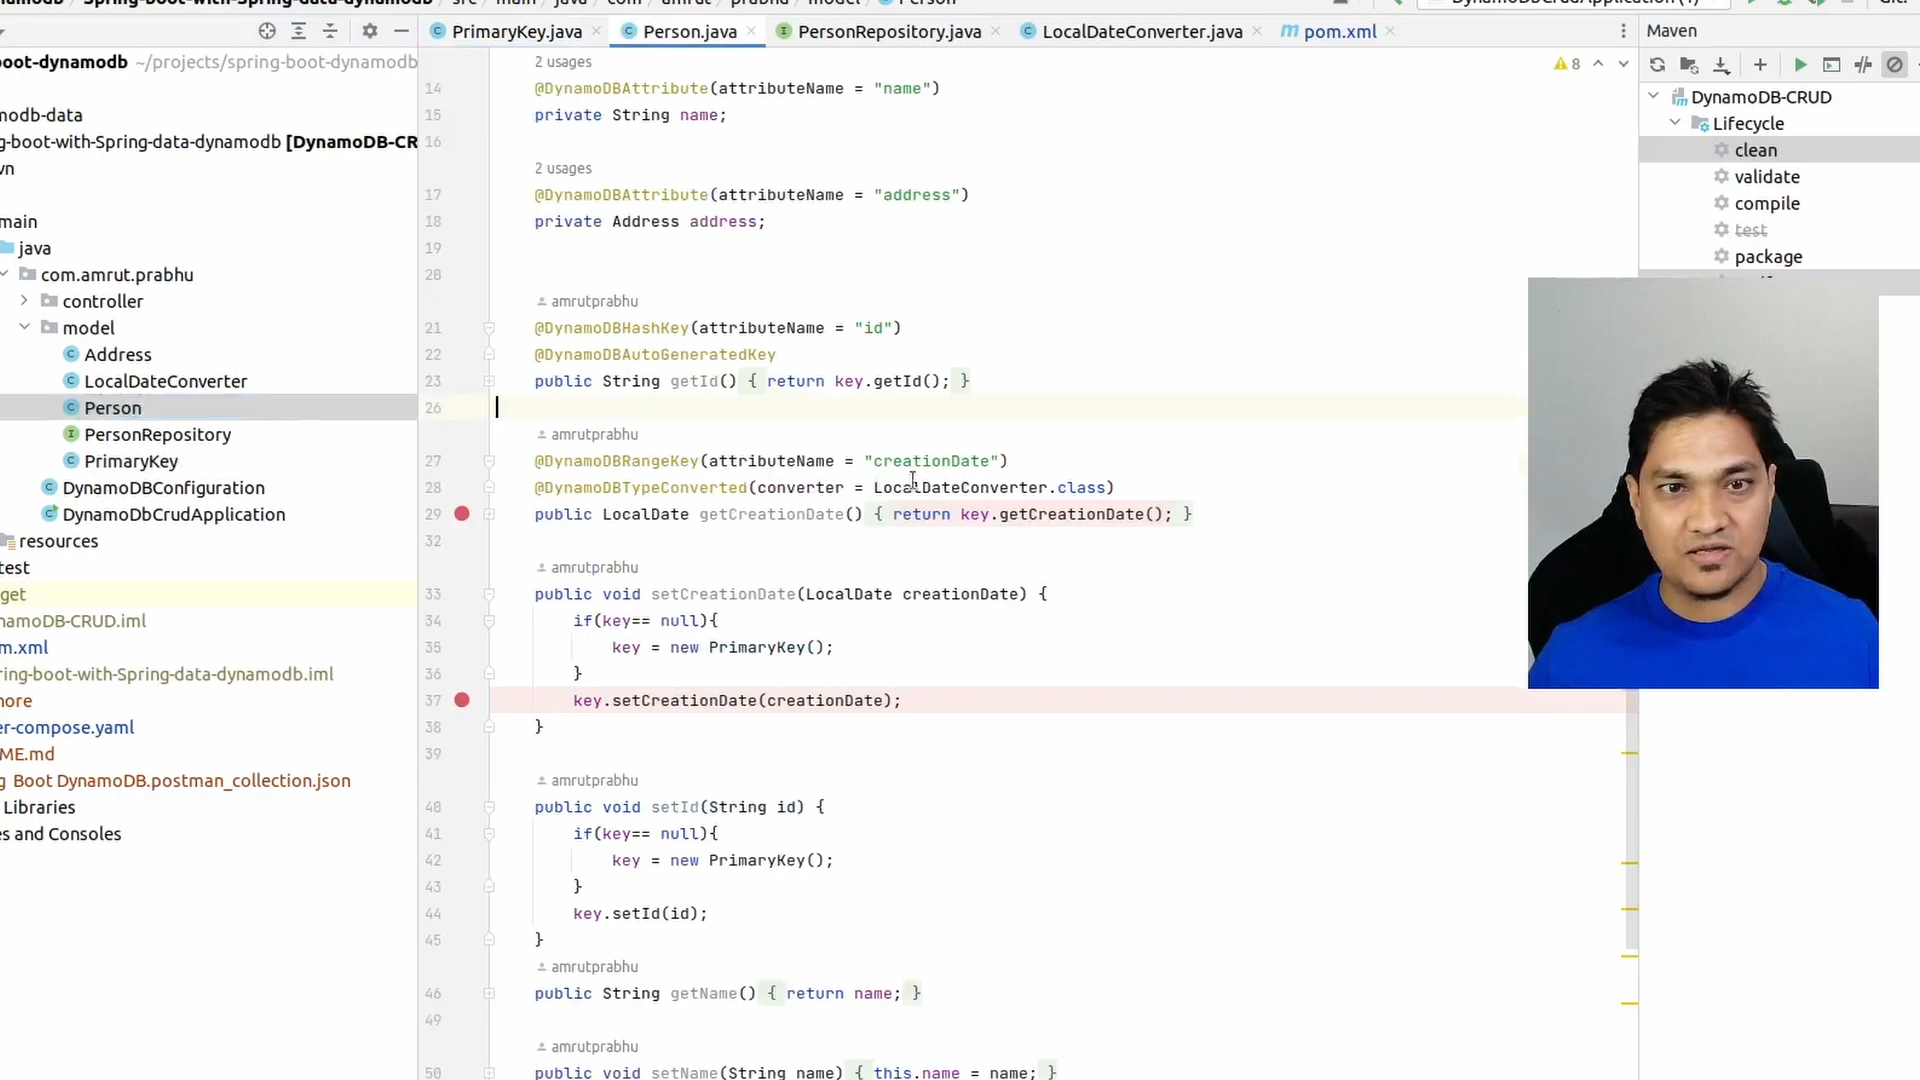 PrimaryKey.java
Person.java
PersonRepository.java
LocalDateConverter.java
pom.xml
Maven
oot-dynamodb ~/projects/spring-boot-dynamodb
modb-data
g-boot-with-Spring-data-dynamodb [DynamoDB-CR
vn
main
java
com.amrut.prabhu
controller
model
Address
LocalDateConverter
Person
PersonRepository
PrimaryKey
DynamoDBConfiguration
DynamoDbCrudApplication
resources
test
get
namoDB-CRUD.iml
m.xml
ring-boot-with-Spring-data-dynamodb.iml
nore
er-compose.yaml
ME.md
g Boot DynamoDB.postman_collection.json
Libraries
es and Consoles
2 usages
8
14 @DynamoDBAttribute(attributeName = "name")
15 private String name;
16
2 usages
17 @DynamoDBAttribute(attributeName = "address")
18 private Address address;
19
20
amrutprabhu
21 @DynamoDBHashKey(attributeName = "id")
22 @DynamoDBAutoGeneratedKey
23 public String getId() { return key.getId(); }
26
amrutprabhu
27 @DynamoDBRangeKey(attributeName = "creationDate")
28 @DynamoDBTypeConverted(converter = LocalDateConverter.class)
29 public LocalDate getCreationDate() { return key.getCreationDate(); }
32
amrutprabhu
33 public void setCreationDate(LocalDate creationDate) {
34 if(key== null){
35 key = new PrimaryKey();
36 }
37 key.setCreationDate(creationDate);
38 }
39
amrutprabhu
40 public void setId(String id) {
41 if(key== null){
42 key = new PrimaryKey();
43 }
44 key.setId(id);
45 }
amrutprabhu
46 public String getName() { return name; }
49
amrutprabhu
50 public void setName(String name) { this.name = name; }
DynamoDB-CRUD
Lifecycle
clean
validate
compile
test
package